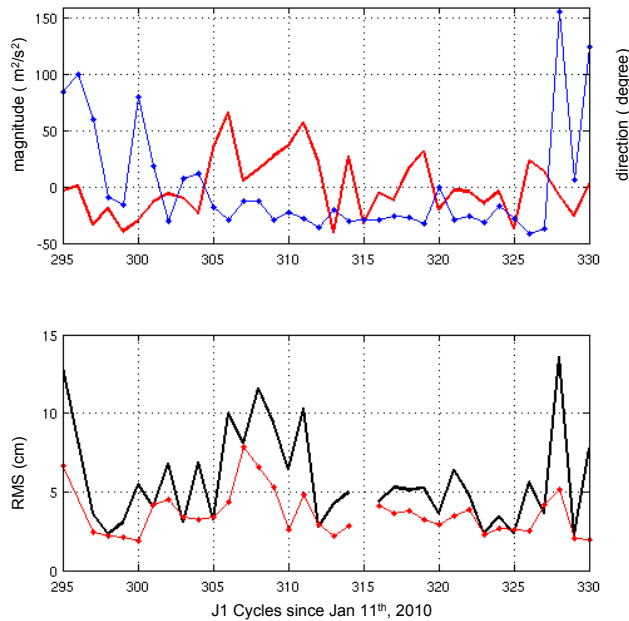 magnitude ( m²/s²)
direction ( degree)
150
100
50
0
-50
295 300 305 310 315 320 325 330
RMS (cm)
15
10
5
0
295 300 305 310 315 320 325 330
J1 Cycles since Jan 11th, 2010